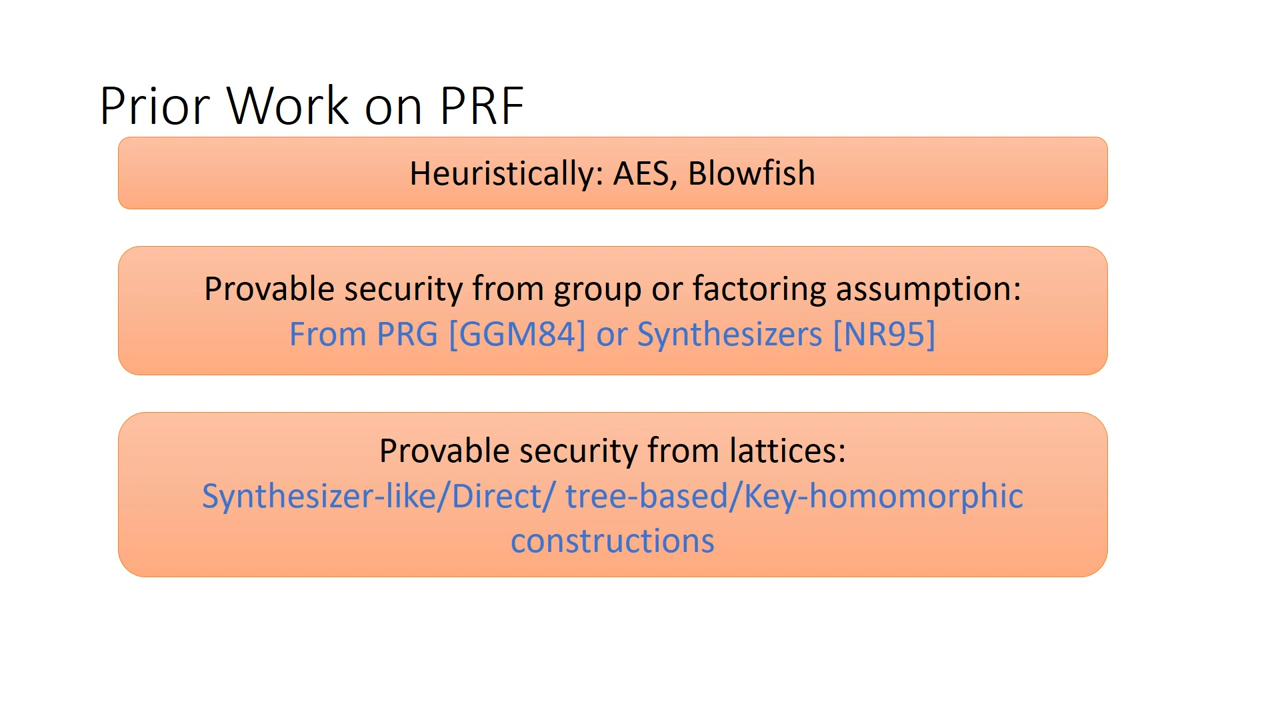 Prior Work on PRF
Heuristically: AES, Blowfish
Provable security from group or factoring assumption:
From PRG [GGM84] or Synthesizers [NR95]
Provable security from lattices:
Synthesizer-like/Direct/ tree-based/Key-homomorphic
constructions